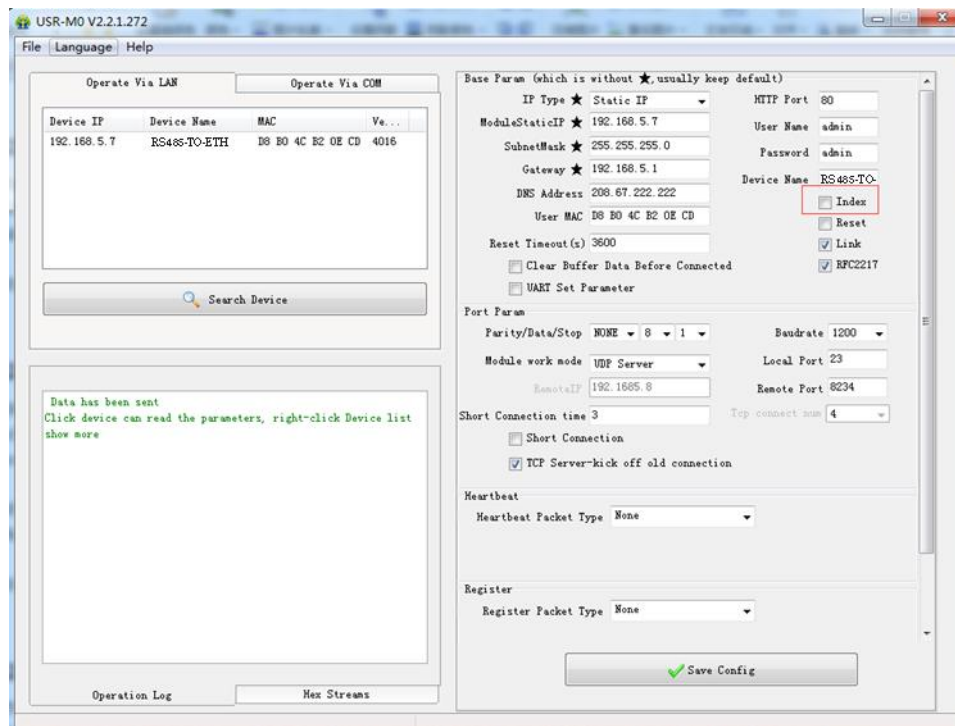 USR-M0 V2.2.1.272
File Language Help
Operate Via LAN Operate Via COM
Device IP Device Name MAC Ve...
192.168.5.7 RS485-TO-ETH D8 B0 4C B2 0E CD 4016
Search Device
Data has been sent
Click device can read the parameters, right-click Device list
show more
Operation Log Hex Streams
Base Param (which is without ★,usually keep default)
IP Type ★ Static IP HTTP Port 80
ModuleStaticIP ★ 192.168.5.7 User Name admin
SubnetMask ★ 255.255.255.0 Password admin
Gateway ★ 192.168.5.1 Device Name RS485-TO-
DNS Address 208.67.222.222 Index
User MAC D8 B0 4C B2 0E CD Reset
Reset Timeout(s) 3600 Link
Clear Buffer Data Before Connected RFC2217
UART Set Parameter
Port Param
Parity/Data/Stop NONE 8 1 Baudrate 1200
Module work mode UDP Server Local Port 23
RemoteIP 192.1685.8 Remote Port 8234
Short Connection time 3 Tcp connect num 4
Short Connection
TCP Server-kick off old connection
Heartbeat
Heartbeat Packet Type None
Register
Register Packet Type None
Save Config